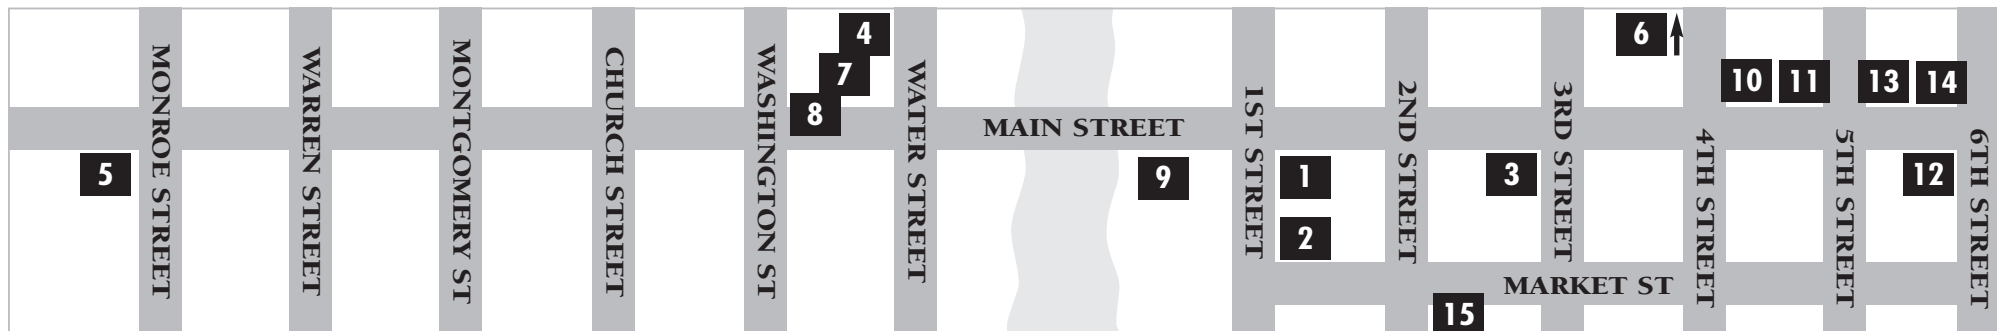 MONROE STREET
WARREN STREET
MONTGOMERY ST
CHURCH STREET
WASHINGTON ST
WATER STREET
MAIN STREET
1ST STREET
2ND STREET
3RD STREET
4TH STREET
5TH STREET
6TH STREET
MARKET ST
4
7
8
5
9
1
2
3
6
10
11
13
14
12
15